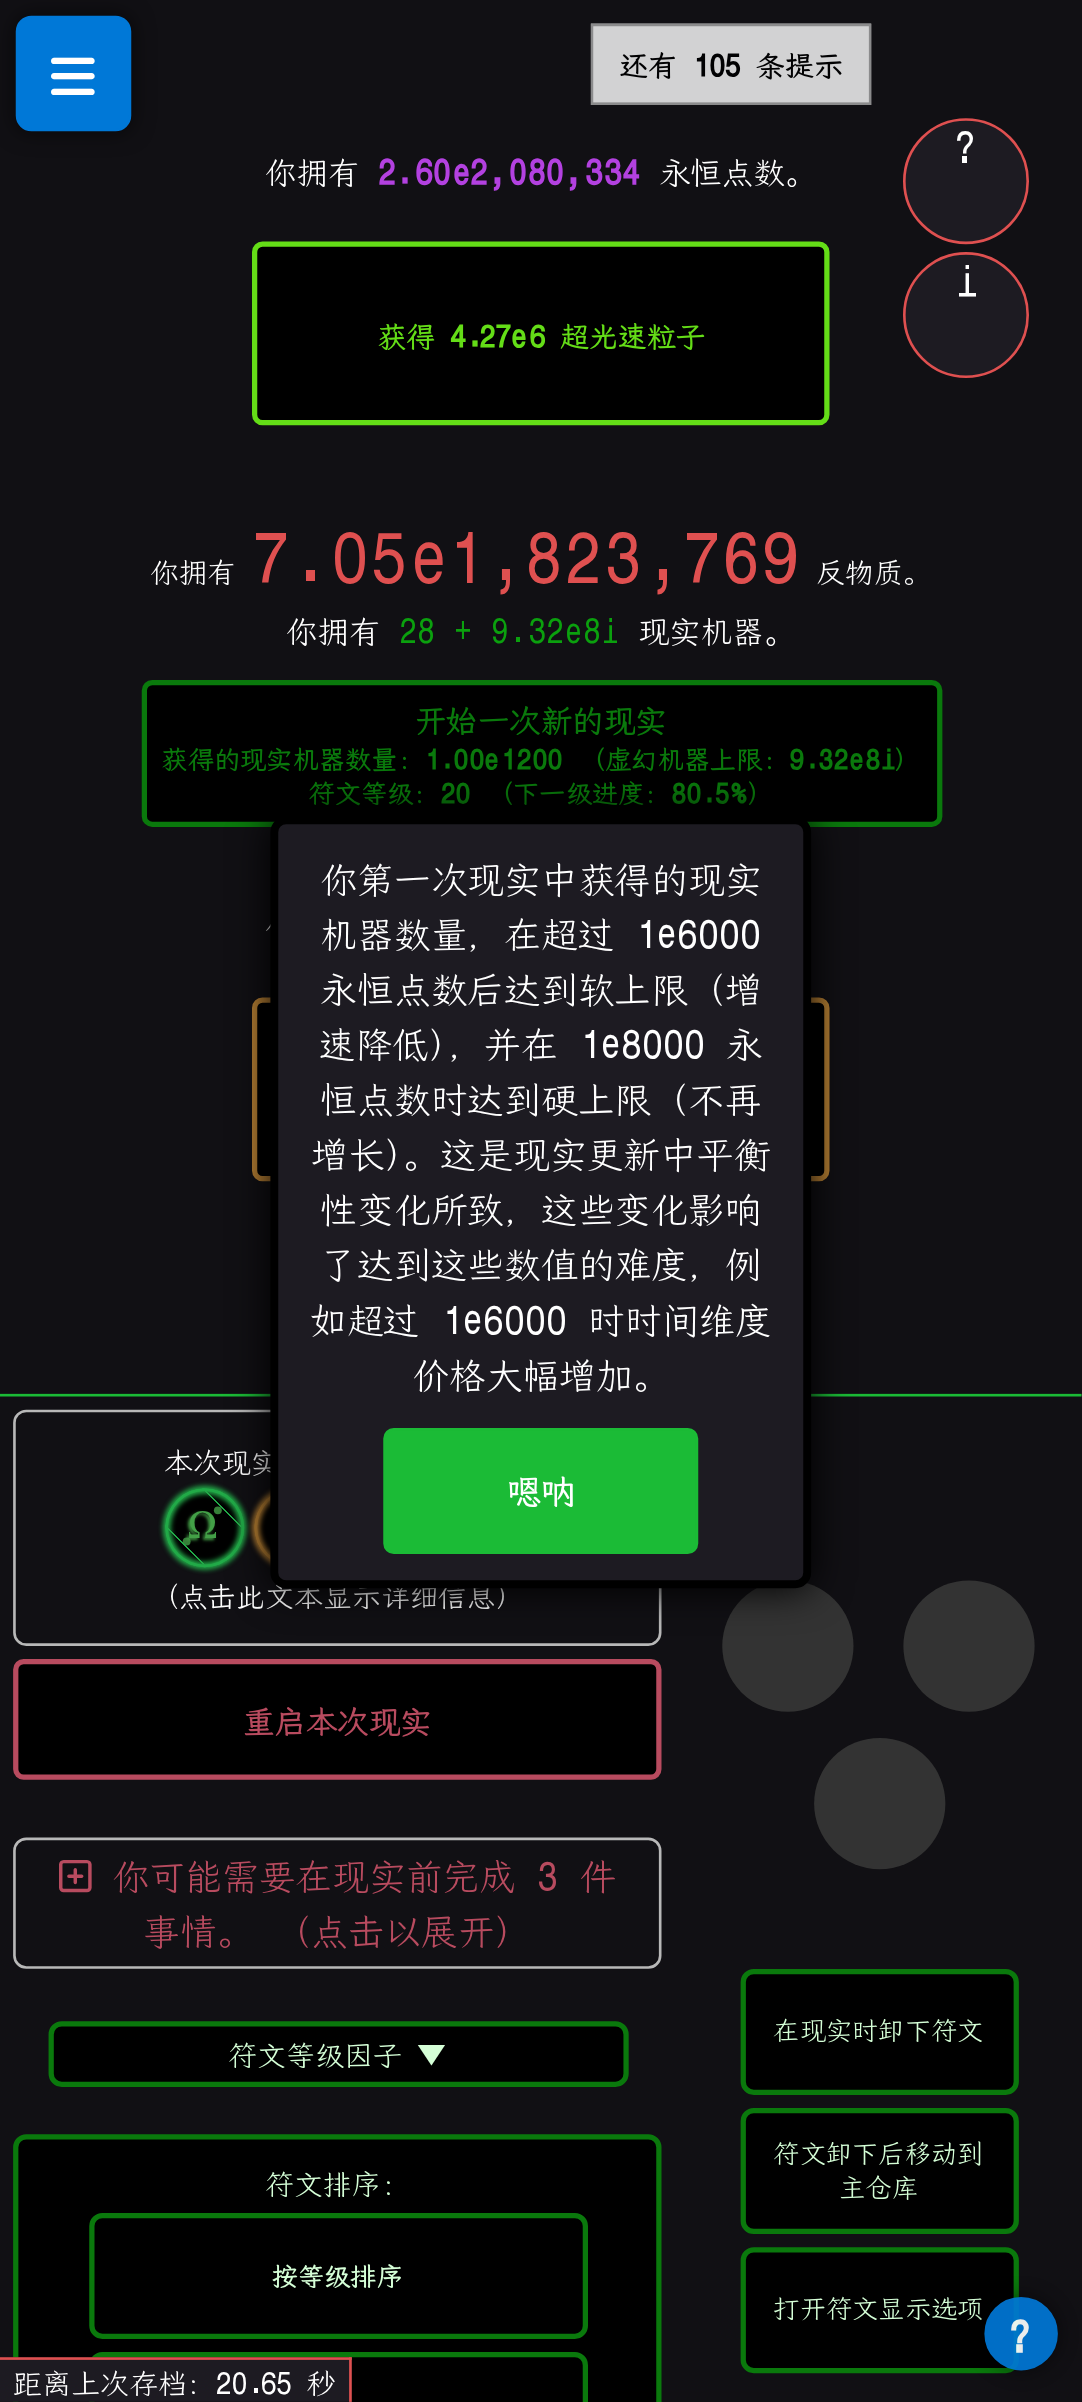 还有 105 条提示
你拥有 2.60e2,080,334 永恒点数。
?
i
获得 4.27e6 超光速粒子
你拥有 7.05e1,823,769 反物质。
你拥有 28 + 9.32e8i 现实机器。
开始一次新的现实
获得的现实机器数量: 1.00e1200 (虚幻机器上限: 9.32e8i)
符文等级: 20 (下一级进度: 80.5%)
你第一次现实中获得的现实
机器数量, 在超过 1e6000
永恒点数后达到软上限 (增
速降低), 并在 1e8000 永
恒点数时达到硬上限 (不再
增长)。这是现实更新中平衡
性变化所致, 这些变化影响
了达到这些数值的难度, 例
如超过 1e6000 时时间维度
价格大幅增加。
嗯呐
本次现实
Ω
(点击此文本显示详细信息)
重启本次现实
你可能需要在现实前完成 3 件
事情。 (点击以展开)
符文等级因子 ▼
符文排序:
按等级排序
在现实时卸下符文
符文卸下后移动到
主仓库
打开符文显示选项
?
距离上次存档: 20.65 秒